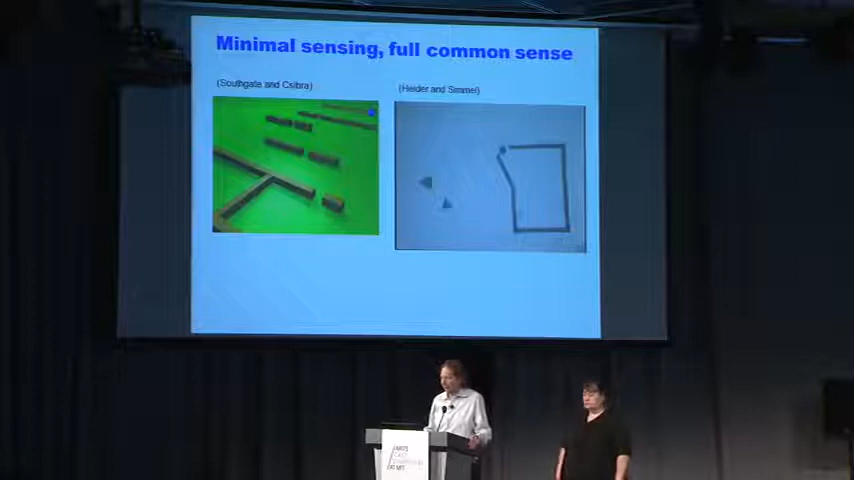 Minimal sensing, full common sense
(Southgate and Csibra)
(Heider and Simmel)